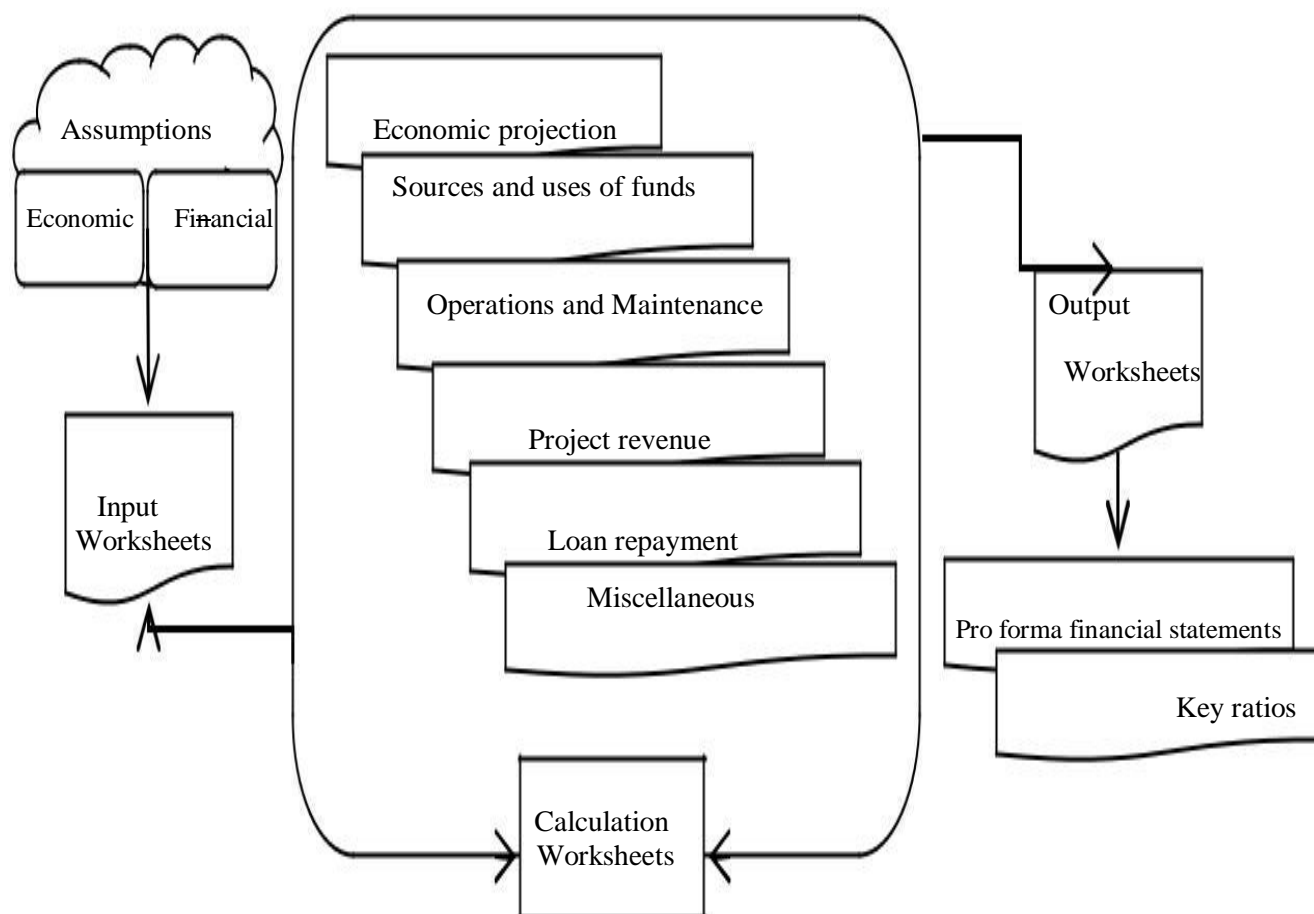 Assumptions
Economic
Financial
Input
Worksheets
Economic projection
Sources and uses of funds
Operations and Maintenance
Project revenue
Loan repayment
Miscellaneous
Calculation
Worksheets
Output
Worksheets
Pro forma financial statements
Key ratios